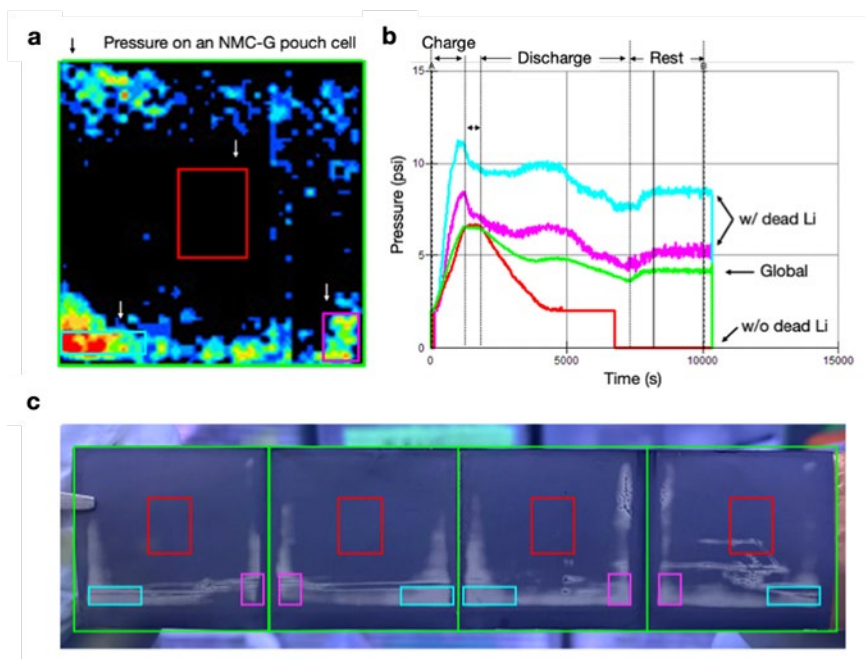 a
Pressure on an NMC-G pouch cell
b
Charge
Discharge
Rest
15
10
5
0
Pressure (psi)
0
5000
10000
15000
Time (s)
w/ dead Li
Global
w/o dead Li
c